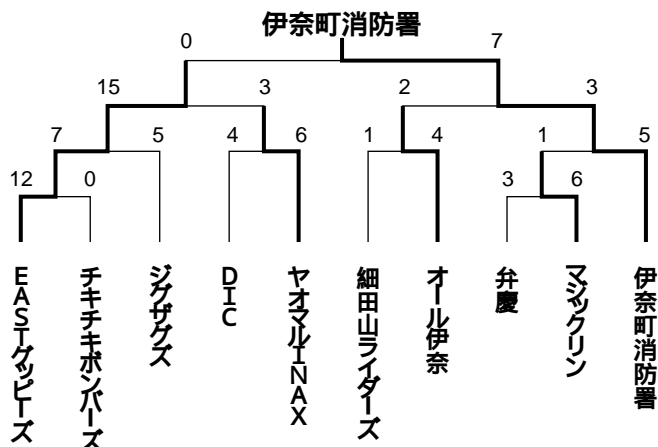 伊奈町消防署
0 7
15 3 2 3
7 5 4 6 1 4 1 5
12 0 3 6
EASTグッピーズ
チキチキボンバーズ
ジグザグズ
DIC
ヤオマルINAX
細田山ライダーズ
オール伊奈
弁慶
マジックリン
伊奈町消防署